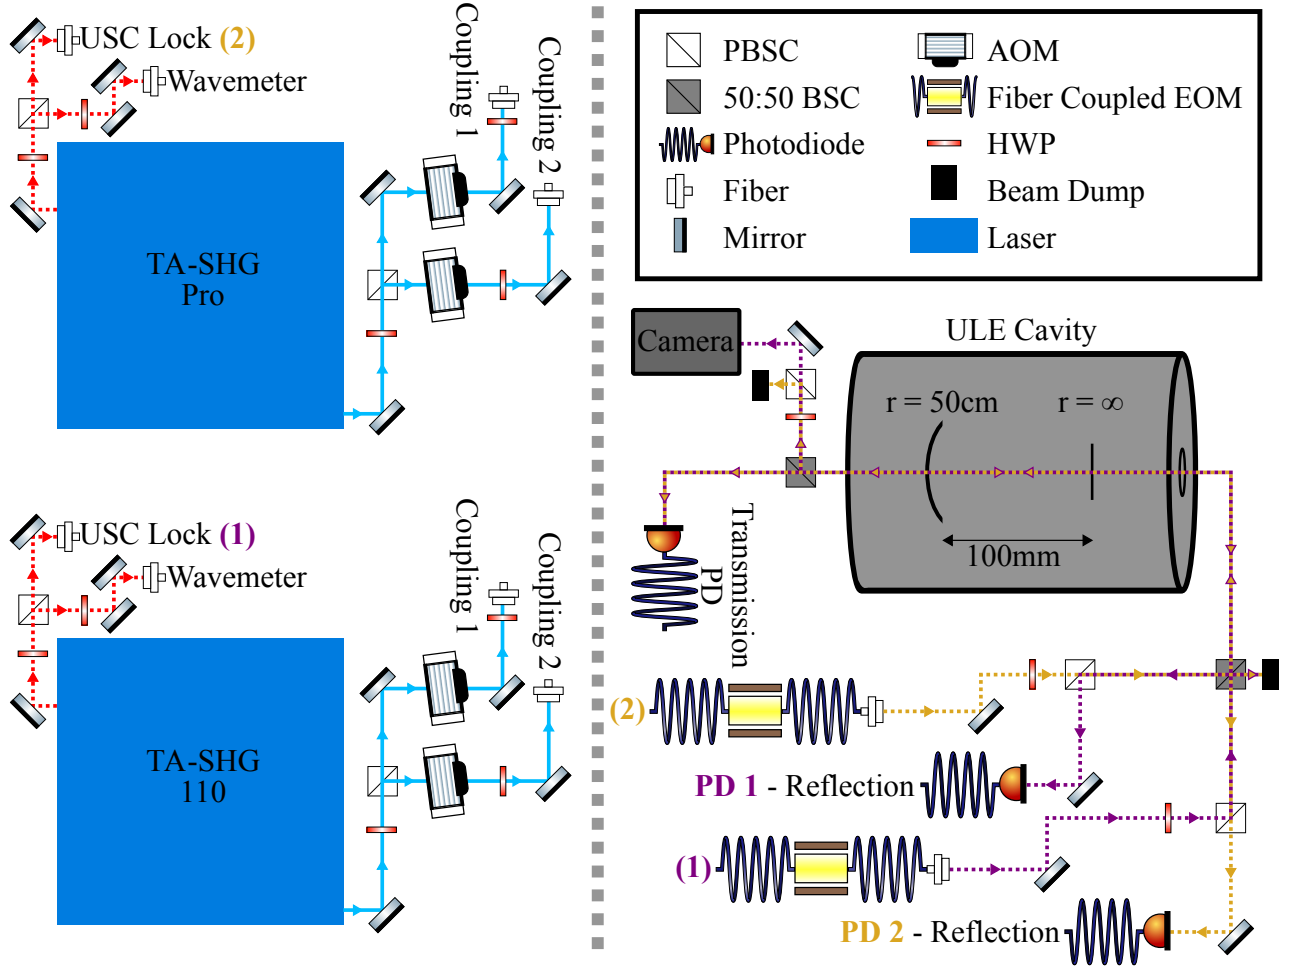 USC Lock (2)
Wavemeter
Coupling 1
Coupling 2
TA-SHG
Pro
USC Lock (1)
Wavemeter
Coupling 1
Coupling 2
TA-SHG
110
PBSC
AOM
50:50 BSC
Fiber Coupled EOM
Photodiode
HWP
Fiber
Beam Dump
Mirror
Laser
Camera
ULE Cavity
r = 50cm
r = ∞
100mm
Transmission
PD
(2)
PD 1 - Reflection
(1)
PD 2 - Reflection